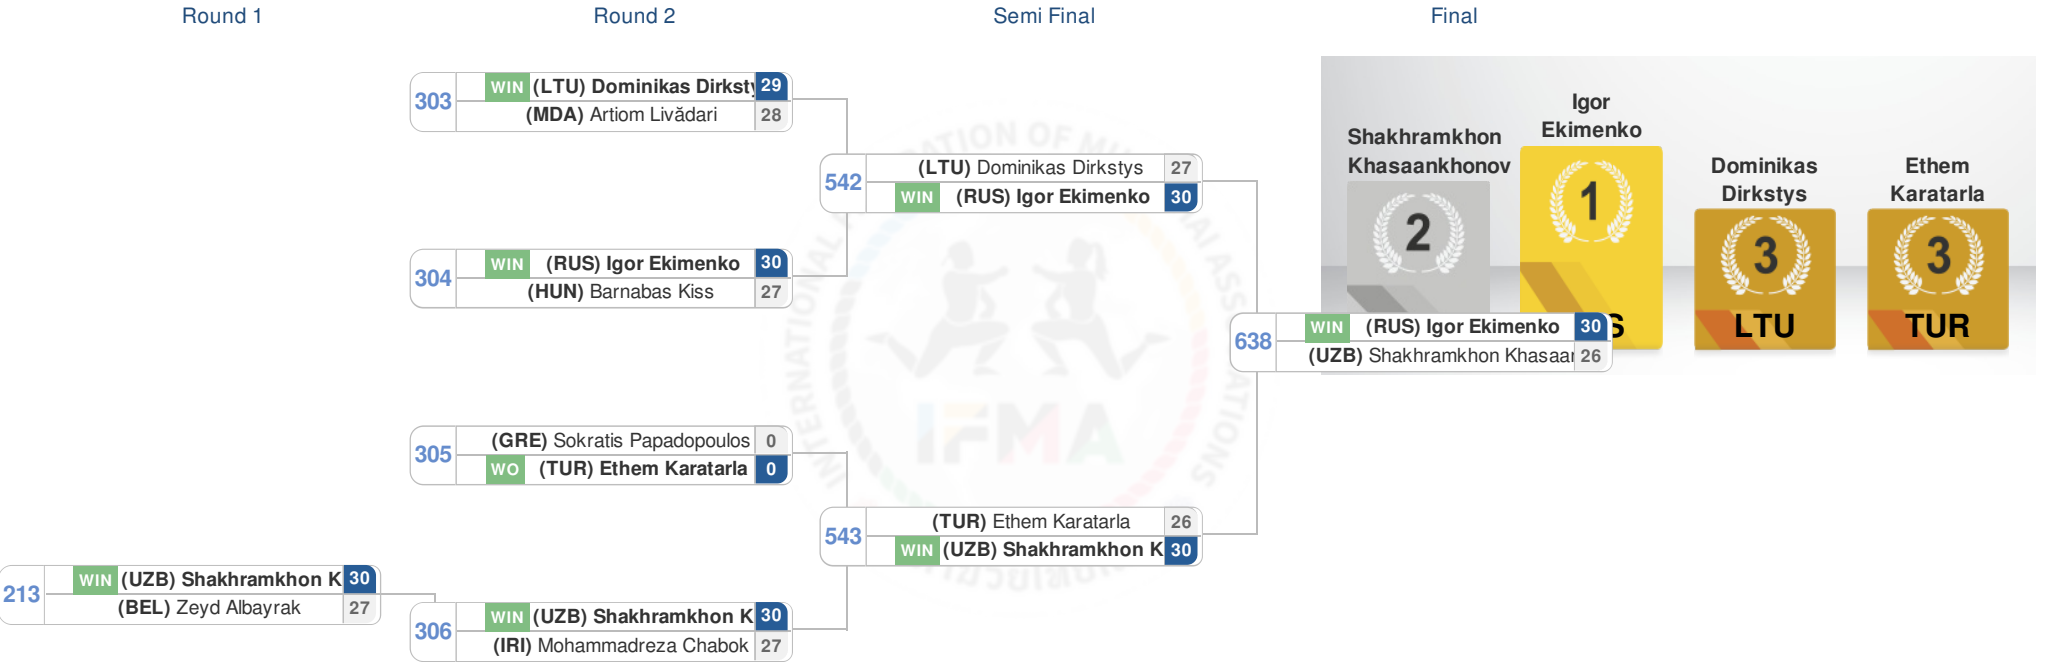 Round 1
Round 2
Semi Final
Final
303
WIN (LTU) Dominikas Dirksty 29
(MDA) Artiom Livădari 28
304
WIN (RUS) Igor Ekimenko 30
(HUN) Barnabas Kiss 27
305
(GRE) Sokratis Papadopoulos 0
WO (TUR) Ethem Karatarla 0
213
WIN (UZB) Shakhramkhon K 30
(BEL) Zeyd Albayrak 27
306
WIN (UZB) Shakhramkhon K 30
(IRI) Mohammadreza Chabok 27
542
(LTU) Dominikas Dirkstys 27
WIN (RUS) Igor Ekimenko 30
543
(TUR) Ethem Karatarla 26
WIN (UZB) Shakhramkhon K 30
638
WIN (RUS) Igor Ekimenko 30
(UZB) Shakhramkhon Khasaan 26
Shakhramkhon
Khasaankhonov
2
Igor
Ekimenko
1
S
Dominikas
Dirkstys
3
LTU
Ethem
Karatarla
3
TUR
IFMA